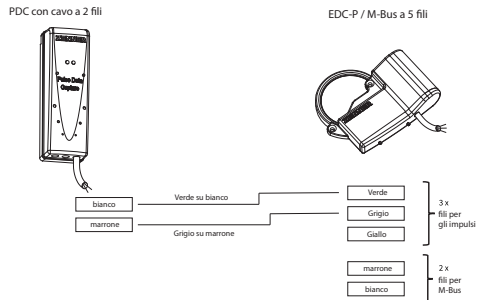 PDC con cavo a 2 fili
EDC-P / M-Bus a 5 fili
Pulse Data
Capture
bianco
Verde su bianco
Verde
marrone
Grigio su marrone
Grigio
Giallo
3 x
fili per
gli impulsi
marrone
bianco
2 x
fili per
M-Bus